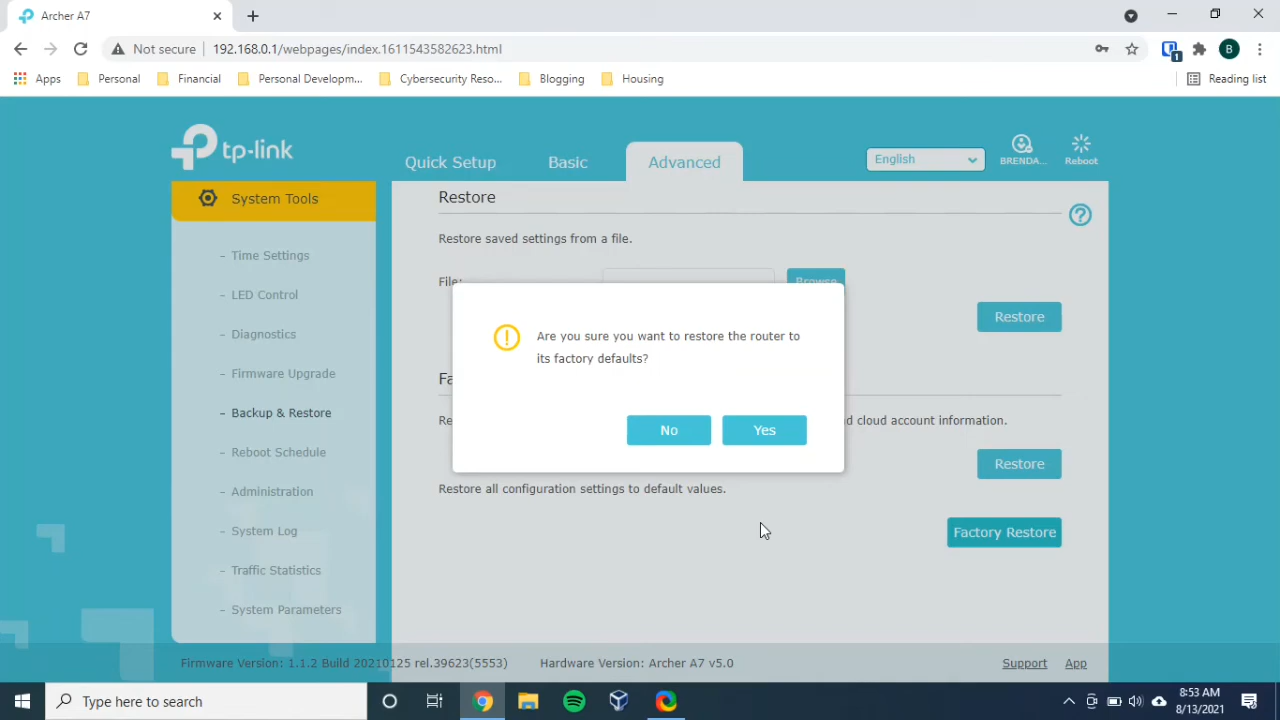 Archer A7
Not secure
192.168.0.1/webpages/index.1611543582623.html
1
B
Apps
Personal
Financial
Personal Developm...
Cybersecurity Reso...
Blogging
Housing
Reading list
tp-link
Quick Setup
Basic
Advanced
English
BRENDA...
Reboot
System Tools
- Time Settings
- LED Control
- Diagnostics
- Firmware Upgrade
- Backup & Restore
- Reboot Schedule
- Administration
- System Log
- Traffic Statistics
- System Parameters
Restore
?
Restore saved settings from a file.
File:
Browse
Restore
Are you sure you want to restore the router to
its factory defaults?
No
Yes
Fa
Re
d cloud account information.
Restore
Restore all configuration settings to default values.
Factory Restore
Firmware Version: 1.1.2 Build 20210125 rel.39623(5553)
Hardware Version: Archer A7 v5.0
Support
App
Type here to search
8:53 AM
8/13/2021